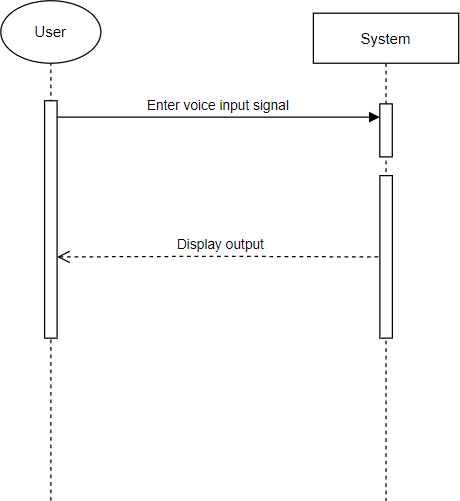 User
System
Enter voice input signal
Display output